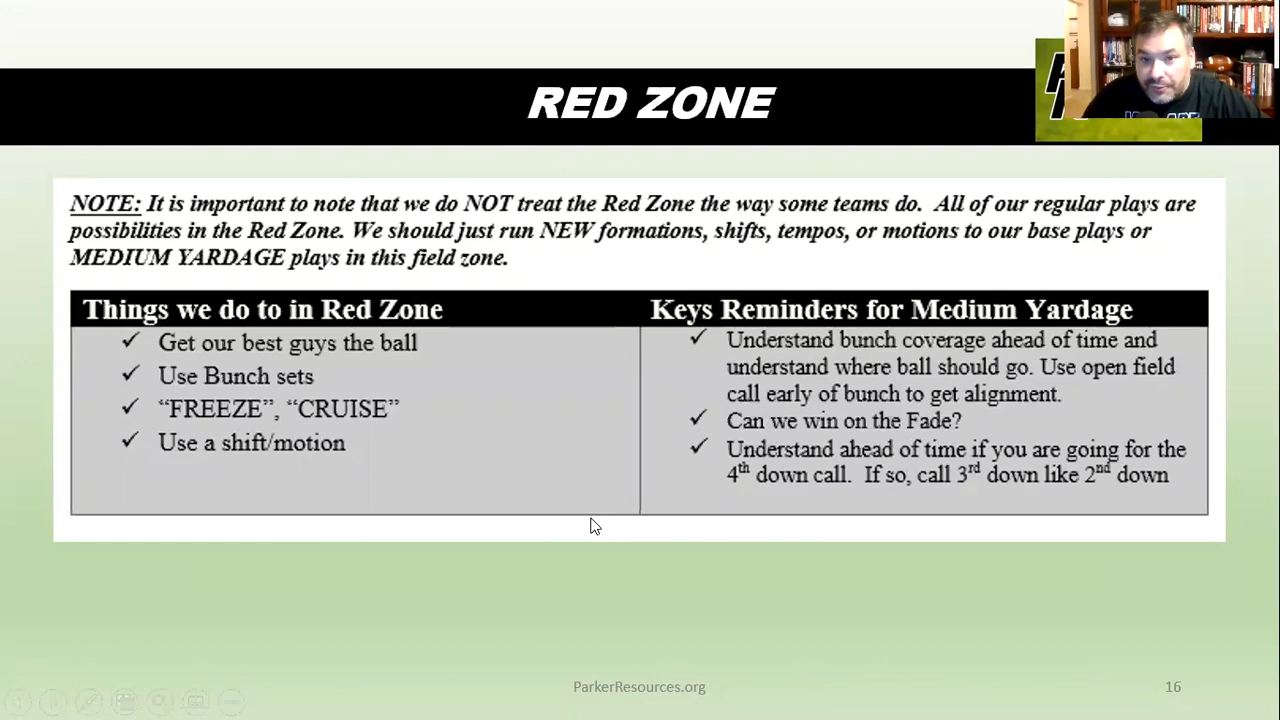 RED ZONE
NOTE: It is important to note that we do NOT treat the Red Zone the way some teams do. All of our regular plays are
possibilities in the Red Zone. We should just run NEW formations, shifts, tempos, or motions to our base plays or
MEDIUM YARDAGE plays in this field zone.
Things we do to in Red Zone
✓ Get our best guys the ball
✓ Use Bunch sets
✓ “FREEZE”, “CRUISE”
✓ Use a shift/motion
Keys Reminders for Medium Yardage
✓ Understand bunch coverage ahead of time and
understand where ball should go. Use open field
call early of bunch to get alignment.
✓ Can we win on the Fade?
✓ Understand ahead of time if you are going for the
4th down call. If so, call 3rd down like 2nd down
ParkerResources.org
16